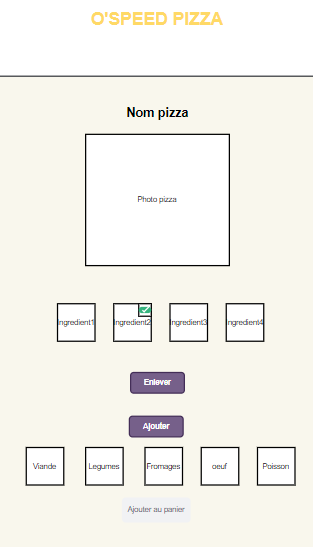 O'SPEED PIZZA
Nom pizza
Photo pizza
Ingredient1 Ingredient2 Ingredient3 Ingredient4
Enlever
Ajouter
Viande Legumes Fromages oeuf Poisson
Ajouter au panier